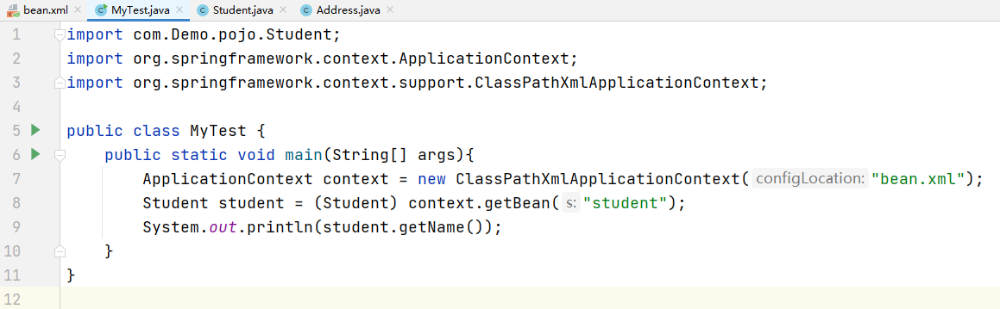 bean.xml MyTest.java Student.java Address.java
1 import com.Demo.pojo.Student;
2 import org.springframework.context.ApplicationContext;
3 import org.springframework.context.support.ClassPathXmlApplicationContext;
4
5 public class MyTest {
6     public static void main(String[] args){
7         ApplicationContext context = new ClassPathXmlApplicationContext( configLocation: "bean.xml");
8         Student student = (Student) context.getBean( s: "student");
9         System.out.println(student.getName());
10     }
11 }
12